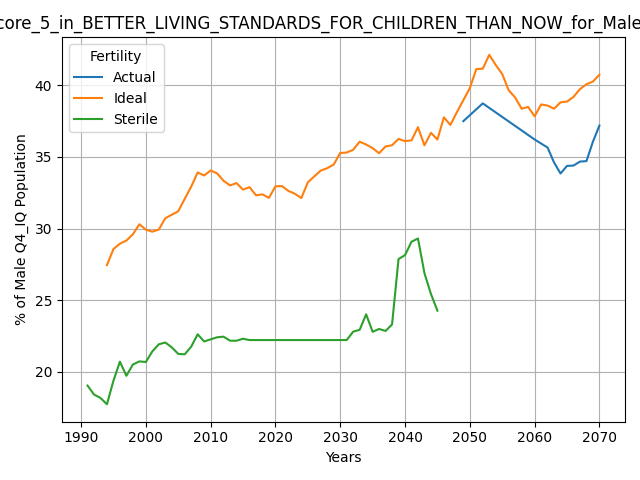 core_5_in_BETTER_LIVING_STANDARDS_FOR_CHILDREN_THAN_NOW_for_Male
Fertility
Actual
Ideal
Sterile
% of Male Q4_IQ Population
40
35
30
25
20
1990 2000 2010 2020 2030 2040 2050 2060 2070
Years